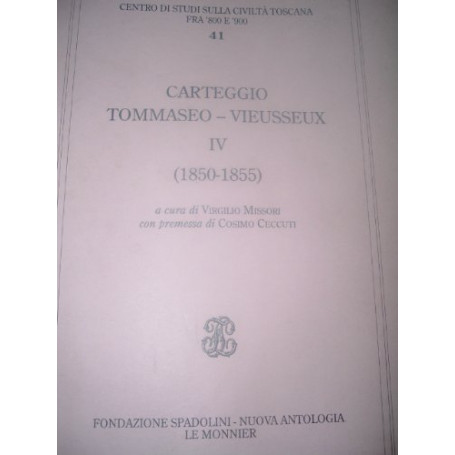 CENTRO DI STUDI SULLA CIVILTÀ TOSCANA
FRA '800 E '900
41
CARTEGGIO
TOMMASEO – VIEUSSEUX
IV
(1850-1855)
a cura di VIRGILIO MISSORI
con premessa di COSIMO CECCUTI
FONDAZIONE SPADOLINI - NUOVA ANTOLOGIA
LE MONNIER